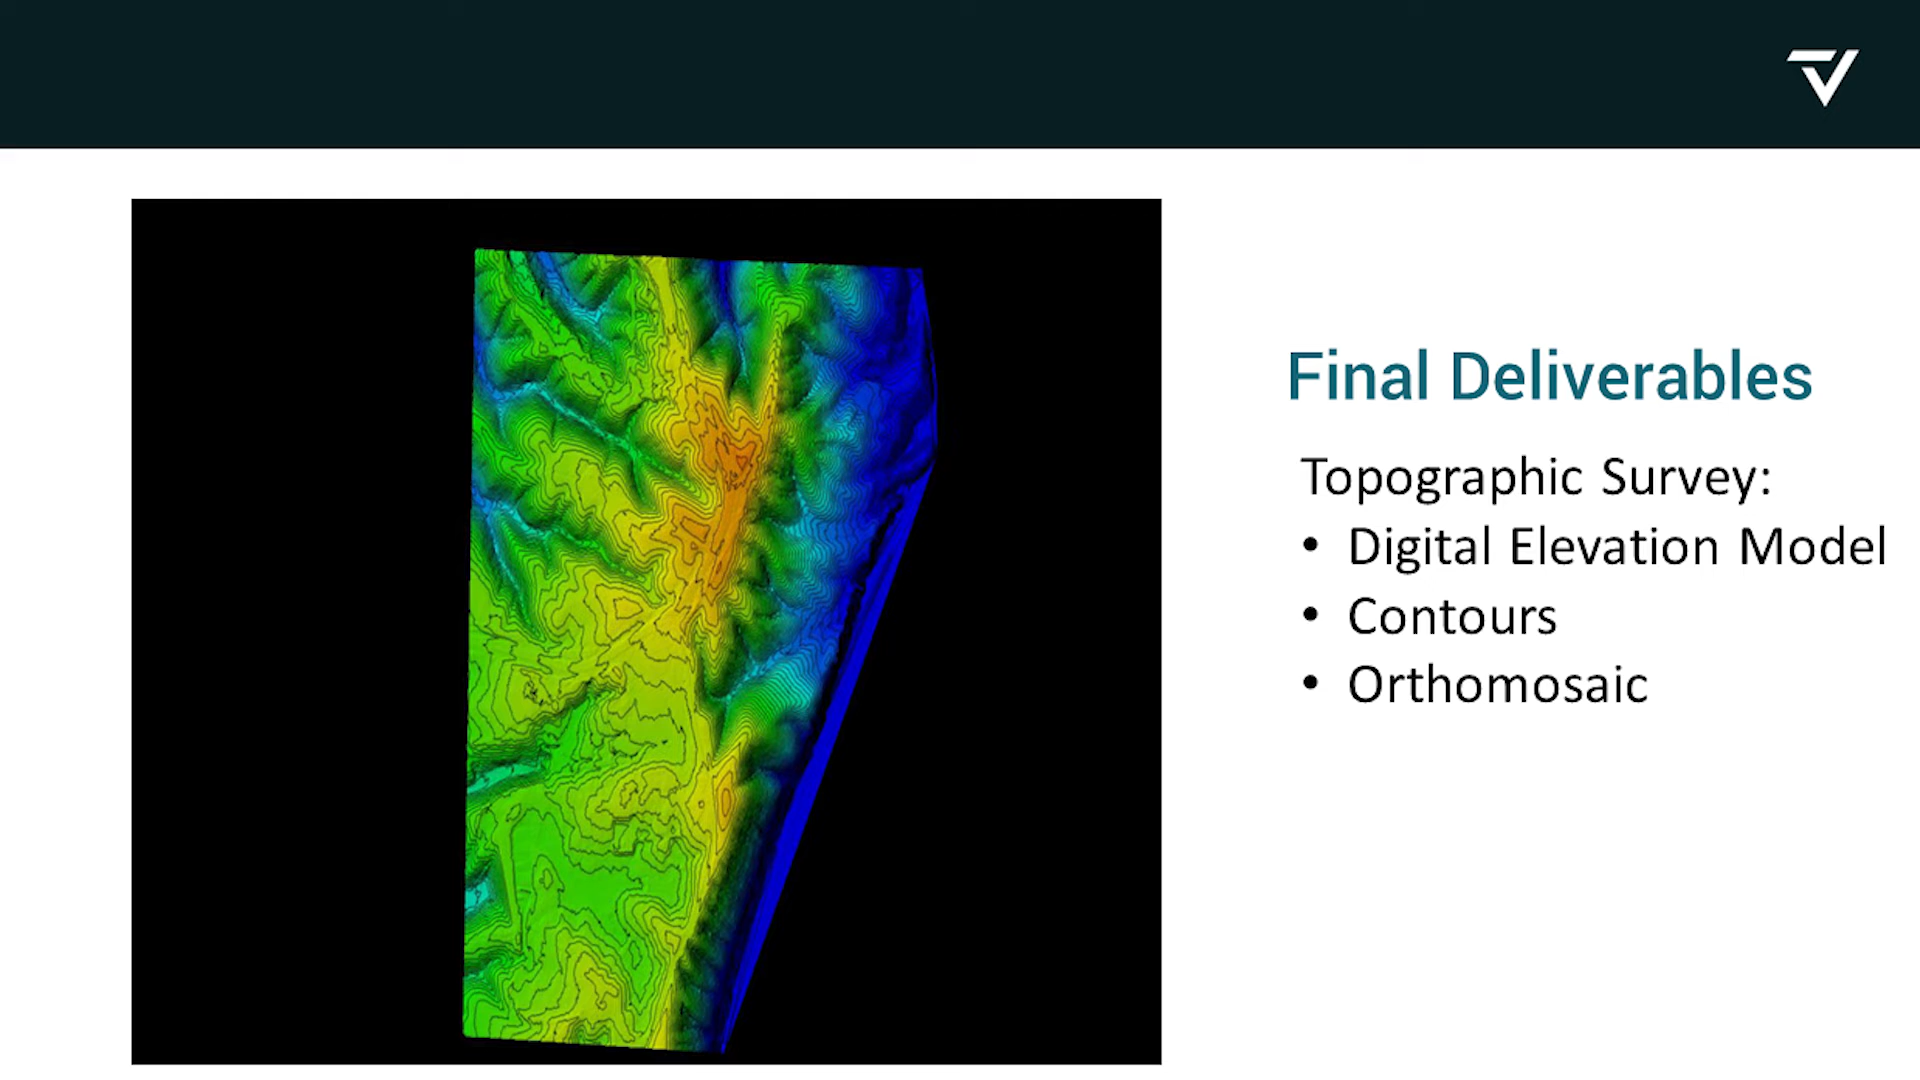 Final Deliverables
Topographic Survey:
• Digital Elevation Model
• Contours
• Orthomosaic